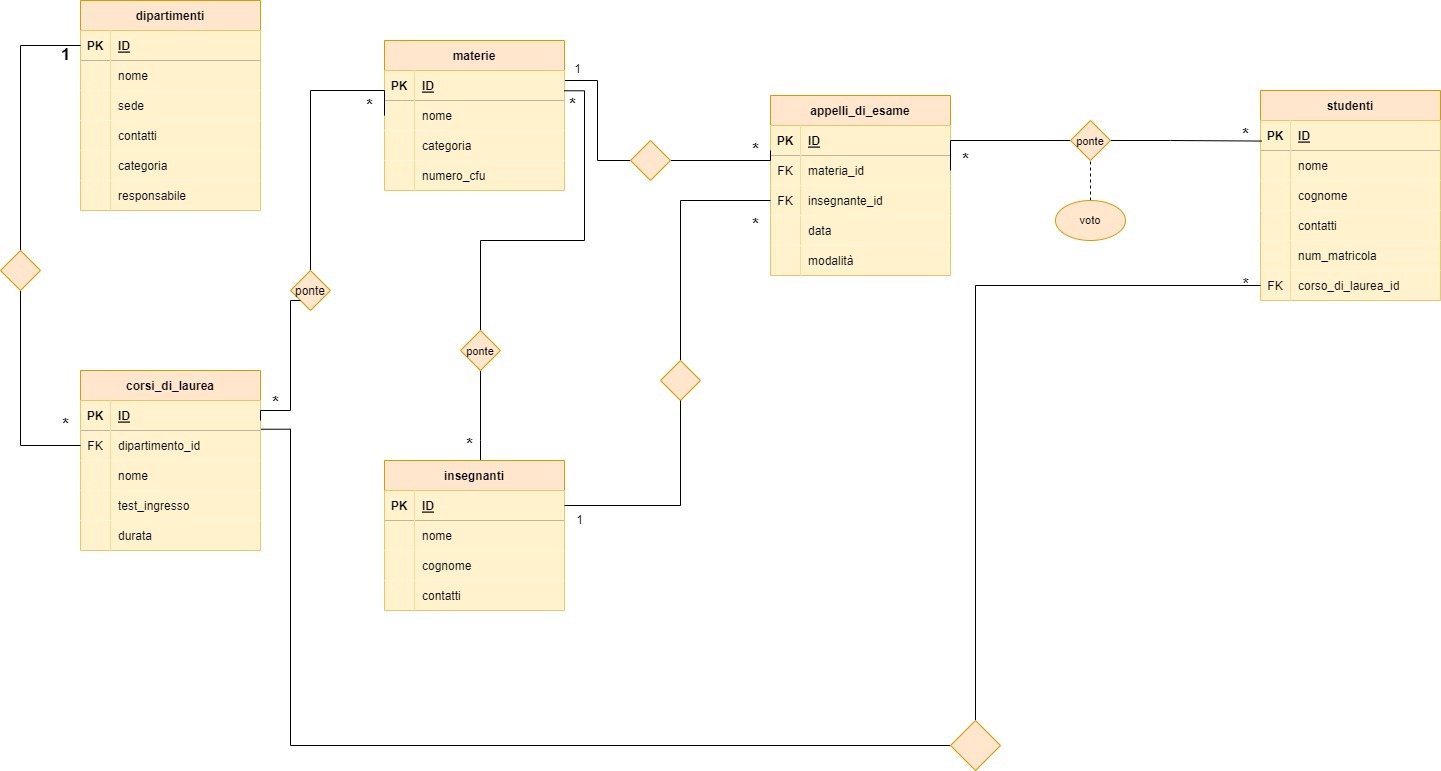 dipartimenti
1
PK ID
nome
sede
contatti
categoria
responsabile
materie
1
PK ID
*
*
nome
categoria
numero_cfu
appelli_di_esame
PK ID
*
*
FK materia_id
FK insegnante_id
*
data
modalità
ponte
voto
studenti
*
PK ID
nome
cognome
contatti
num_matricola
* FK corso_di_laurea_id
ponte
ponte
corsi_di_laurea
*
PK ID
*
FK dipartimento_id
nome
test_ingresso
durata
*
insegnanti
PK ID
1
nome
cognome
contatti